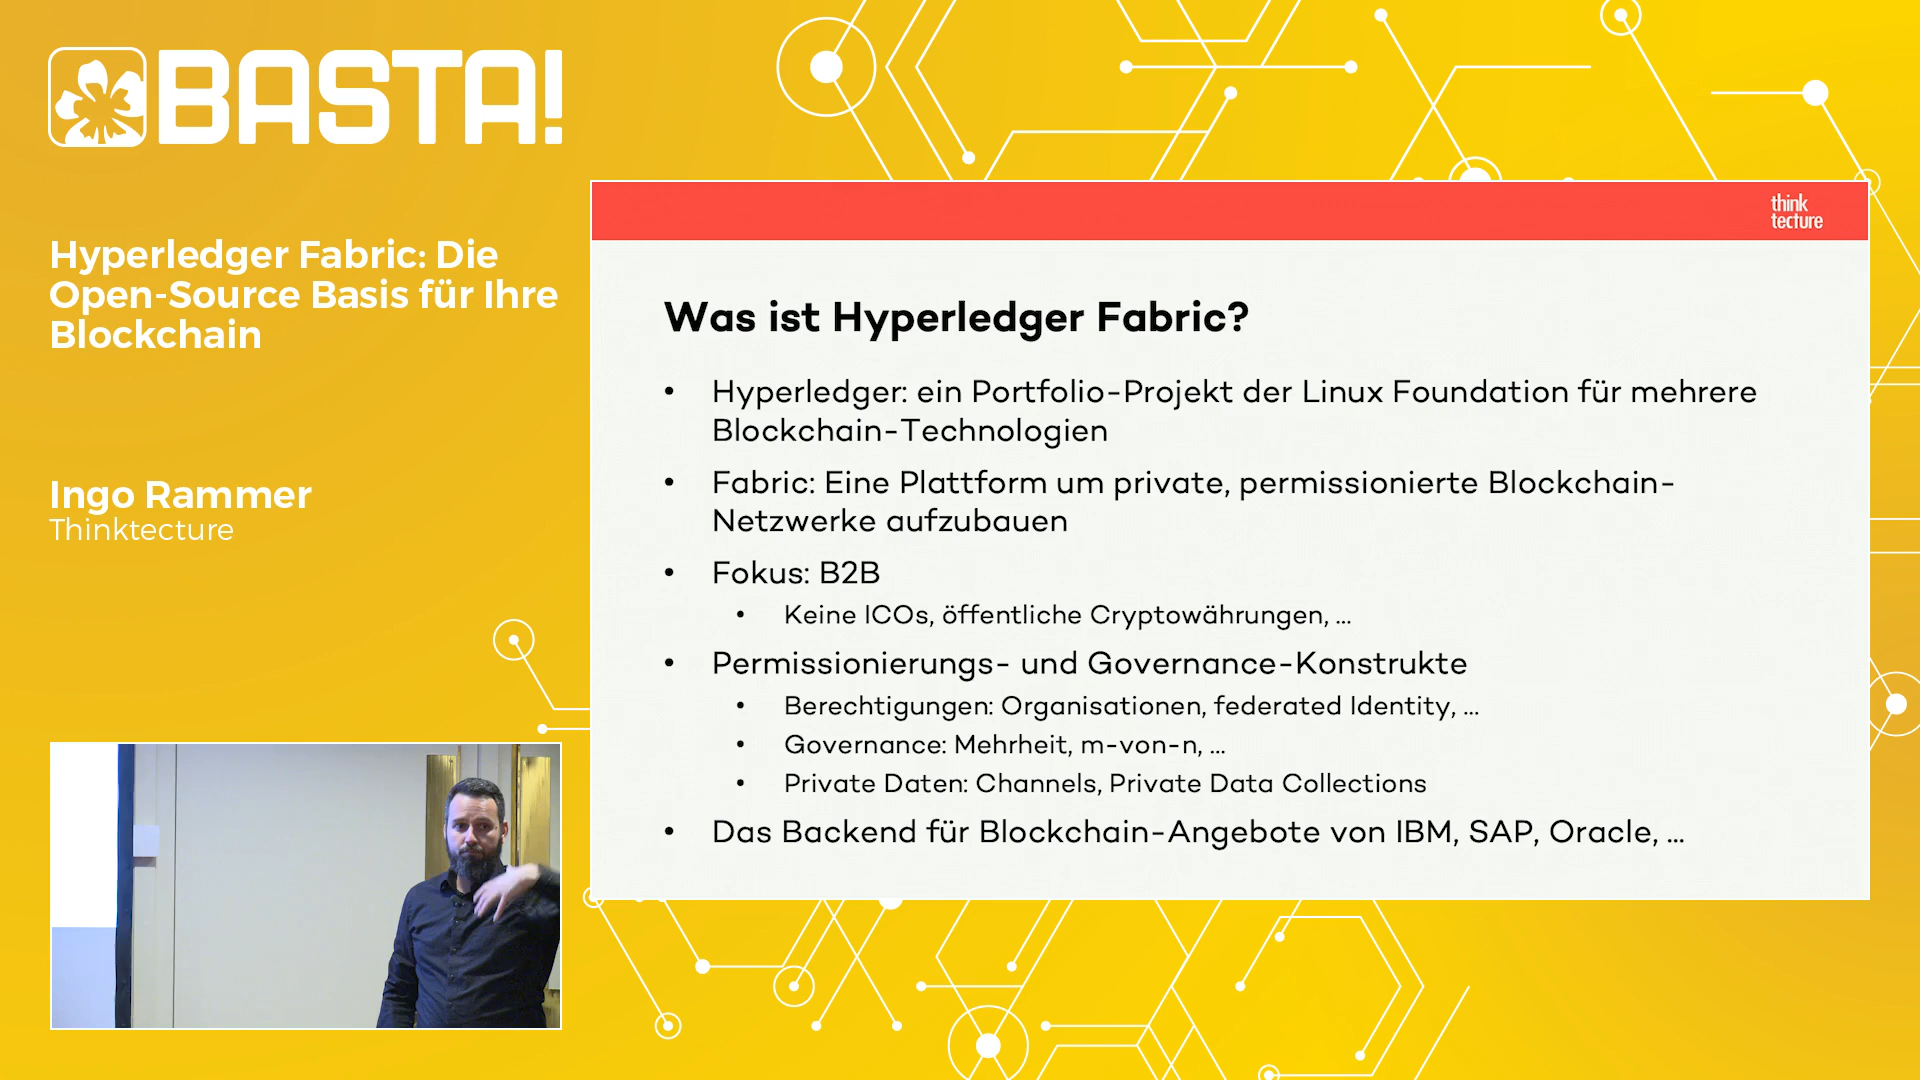 BASTA!
Hyperledger Fabric: Die
Open-Source Basis für Ihre
Blockchain
Ingo Rammer
Thinktecture
think
tecture
Was ist Hyperledger Fabric?
• Hyperledger: ein Portfolio-Projekt der Linux Foundation für mehrere
Blockchain-Technologien
• Fabric: Eine Plattform um private, permissionierte Blockchain-
Netzwerke aufzubauen
• Fokus: B2B
• Keine ICOs, öffentliche Cryptowährungen, ...
• Permissionierungs- und Governance-Konstrukte
• Berechtigungen: Organisationen, federated Identity, ...
• Governance: Mehrheit, m-von-n, ...
• Private Daten: Channels, Private Data Collections
• Das Backend für Blockchain-Angebote von IBM, SAP, Oracle, ...